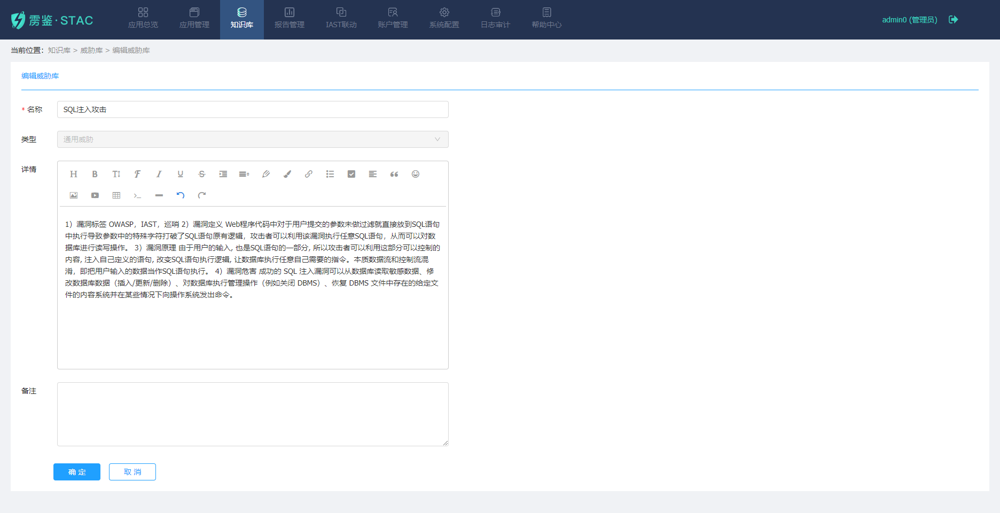 雳鉴·STAC
应用总览
应用管理
知识库
报告管理
IAST联动
账户管理
系统配置
日志审计
帮助中心
admin0 (管理员)
当前位置：知识库 > 威胁库 > 编辑威胁库
编辑威胁库
* 名称
SQL注入攻击
类型
通用威胁
详情
1）漏洞标签 OWASP，IAST，巡哨 2）漏洞定义 Web程序代码中对于用户提交的参数未做过滤就直接放到SQL语句
中执行导致参数中的特殊字符打破了SQL语句原有逻辑，攻击者可以利用该漏洞执行任意SQL语句，从而可以对数
据库进行读写操作。 3）漏洞原理 由于用户的输入, 也是SQL语句的一部分, 所以攻击者可以利用这部分可以控制的
内容, 注入自己定义的语句, 改变SQL语句执行逻辑, 让数据库执行任意自己需要的指令。本质数据流和控制流混
淆，即把用户输入的数据当作SQL语句执行。 4）漏洞危害 成功的 SQL 注入漏洞可以从数据库读取敏感数据、修
改数据库数据（插入/更新/删除）、对数据库执行管理操作（例如关闭 DBMS）、恢复 DBMS 文件中存在的给定文
件的内容系统并在某些情况下向操作系统发出命令。
备注
确 定
取 消